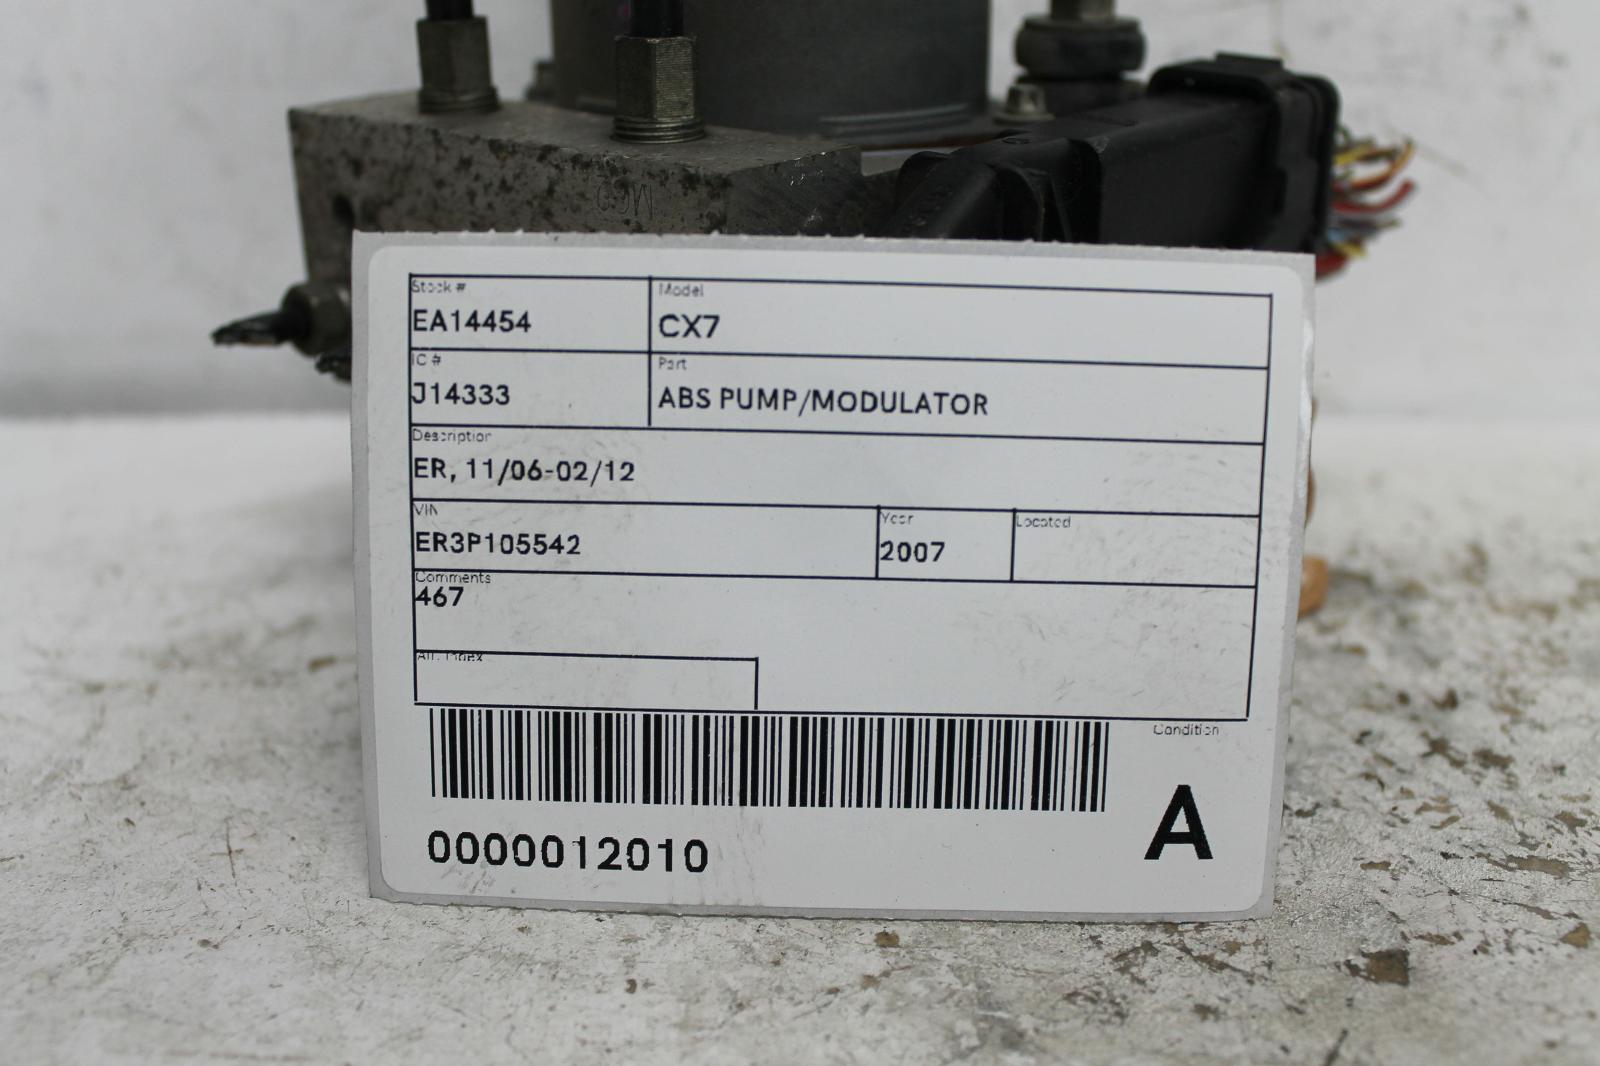 Stock #
EA14454
Model
CX7
IC #
J14333
Part
ABS PUMP/MODULATOR
Description
ER, 11/06-02/12
VIN
ER3P105542
Year
2007
Located
Comments
467
Alt. Index
0000012010
Condition
A